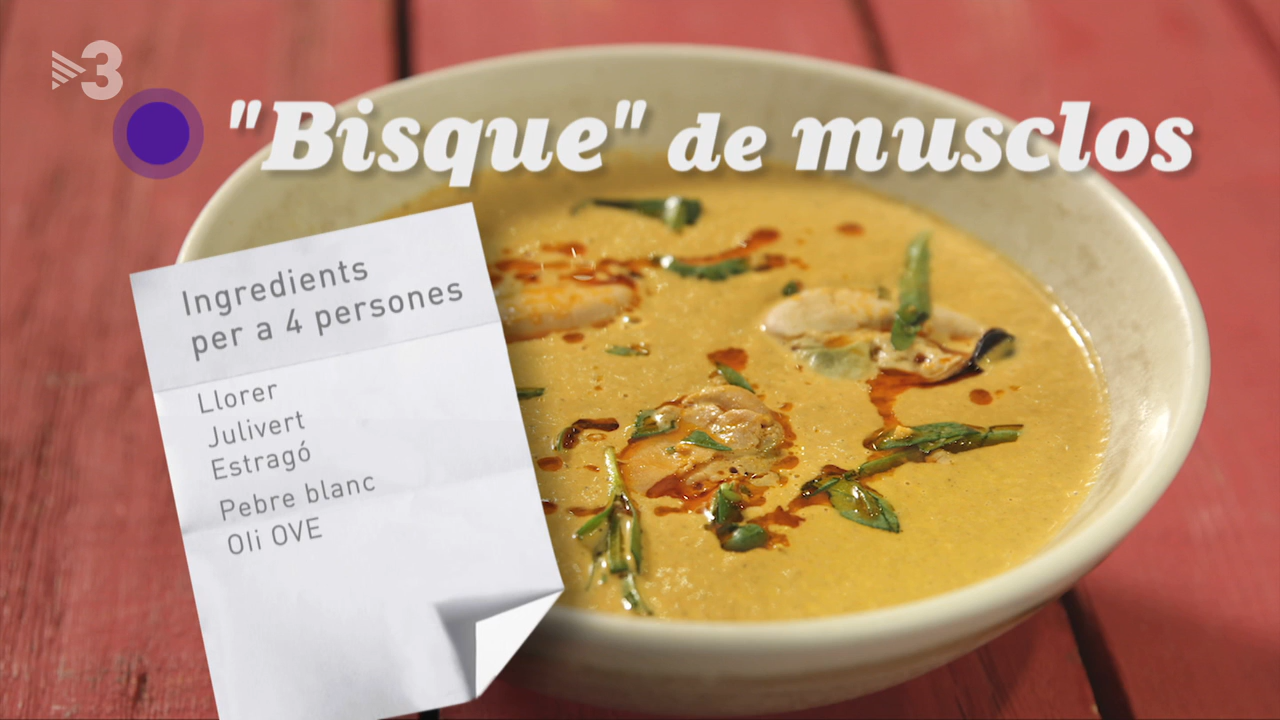 3
"Bisque" de musclos
Ingredients
per a 4 persones
Llorer
Julivert
Estragó
Pebre blanc
Oli OVE